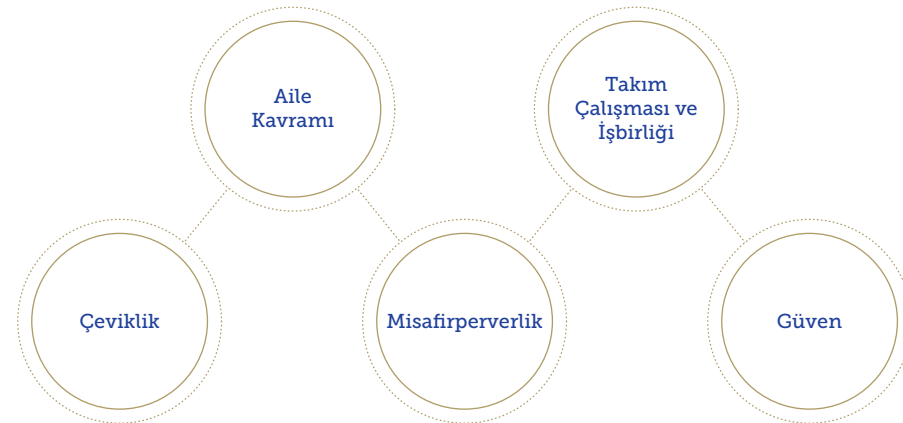 Aile
Kavramı
Takım
Çalışması ve
İşbirliği
Çeviklik
Misafirperverlik
Güven